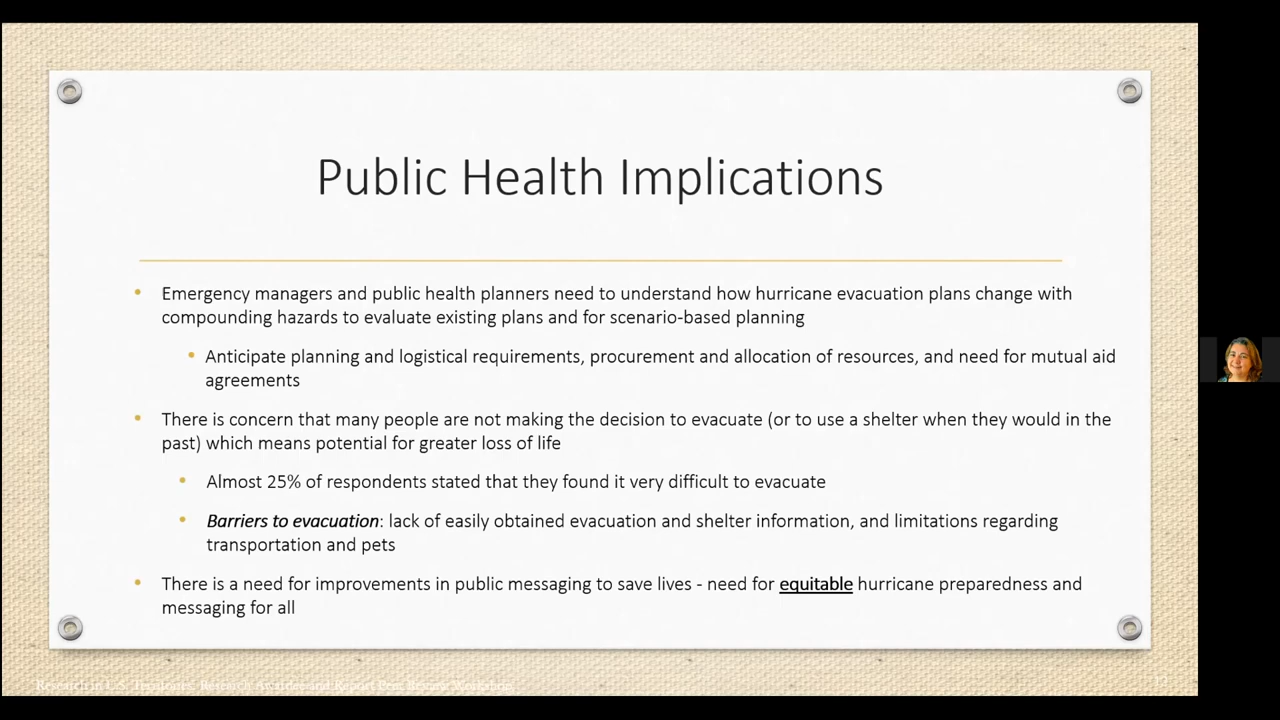 Public Health Implications
• Emergency managers and public health planners need to understand how hurricane evacuation plans change with
compounding hazards to evaluate existing plans and for scenario-based planning
• Anticipate planning and logistical requirements, procurement and allocation of resources, and need for mutual aid
agreements
• There is concern that many people are not making the decision to evacuate (or to use a shelter when they would in the
past) which means potential for greater loss of life
• Almost 25% of respondents stated that they found it very difficult to evacuate
• Barriers to evacuation: lack of easily obtained evacuation and shelter information, and limitations regarding
transportation and pets
• There is a need for improvements in public messaging to save lives - need for equitable hurricane preparedness and
messaging for all
Research in U.S. Territories